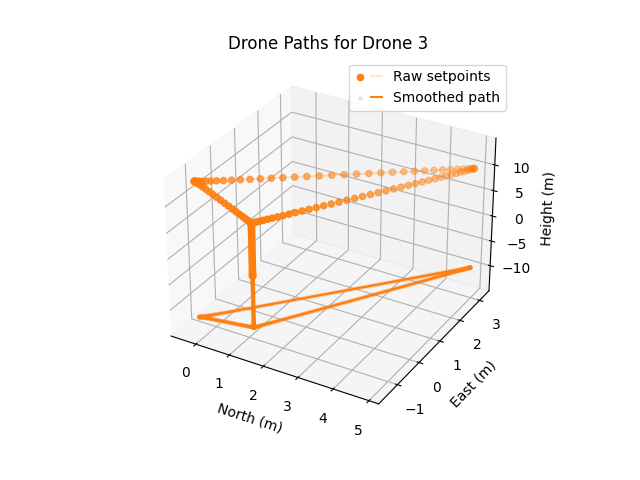 Drone Paths for Drone 3
Raw setpoints
Smoothed path
10
5
0
−5
−10
Height (m)
3
2
1
0
−1
East (m)
0
1
2
3
4
5
North (m)